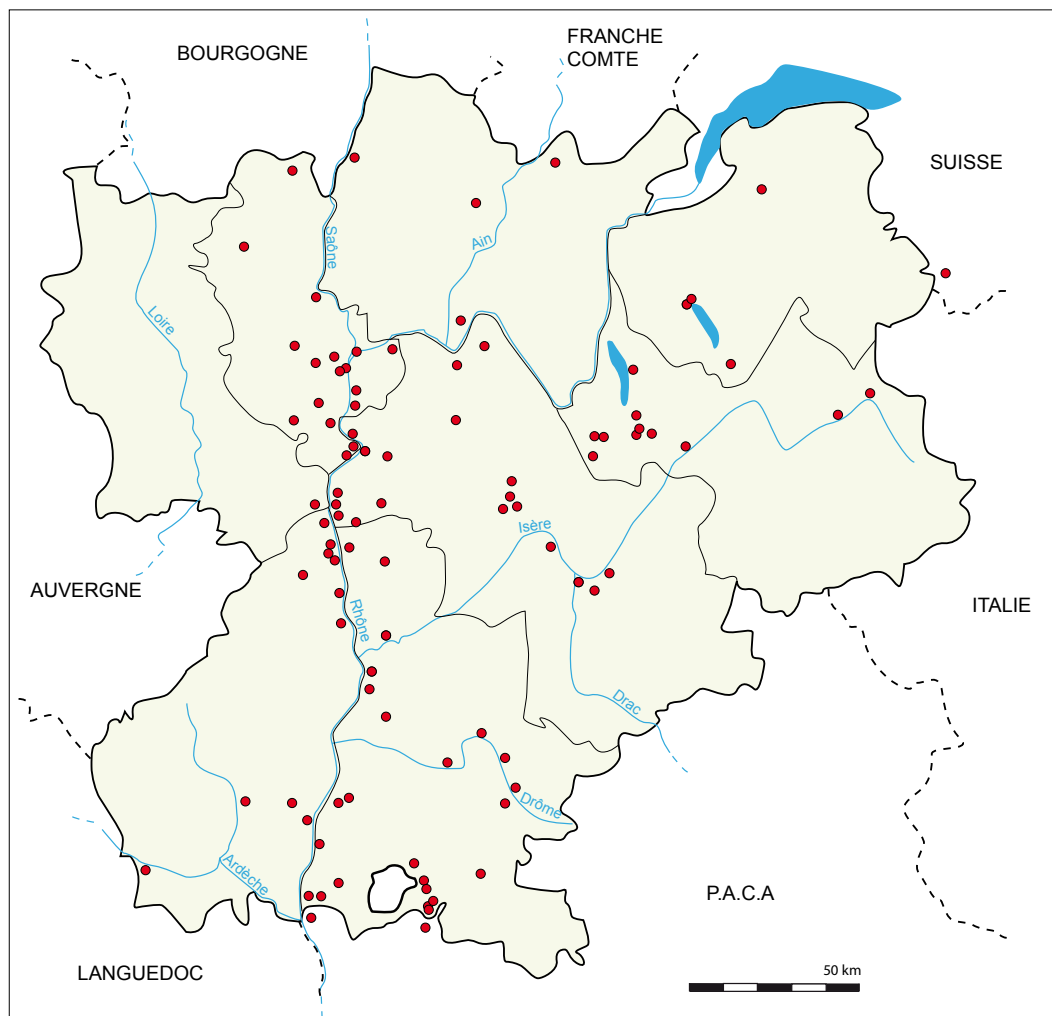 BOURGOGNE
FRANCHE
COMTE
SUISSE
Saône
Ain
Loire
Isère
AUVERGNE
ITALIE
Rhône
Drac
Drôme
Ardèche
P.A.C.A
LANGUEDOC
50 km